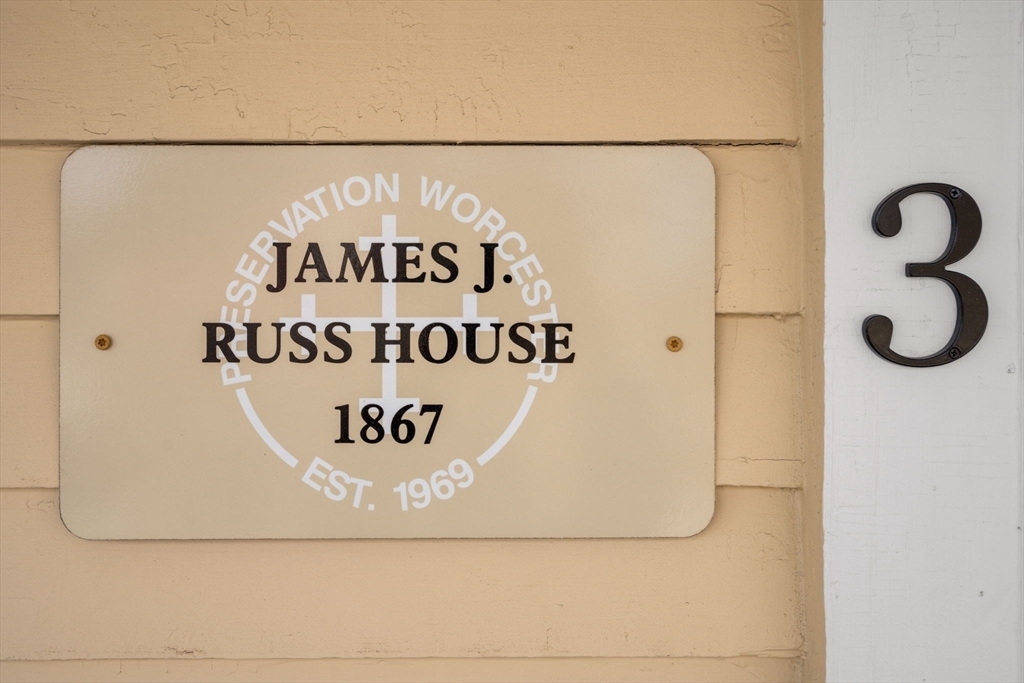 PRESERVATION WORCESTER
JAMES J.
RUSS HOUSE
1867
EST. 1969
3